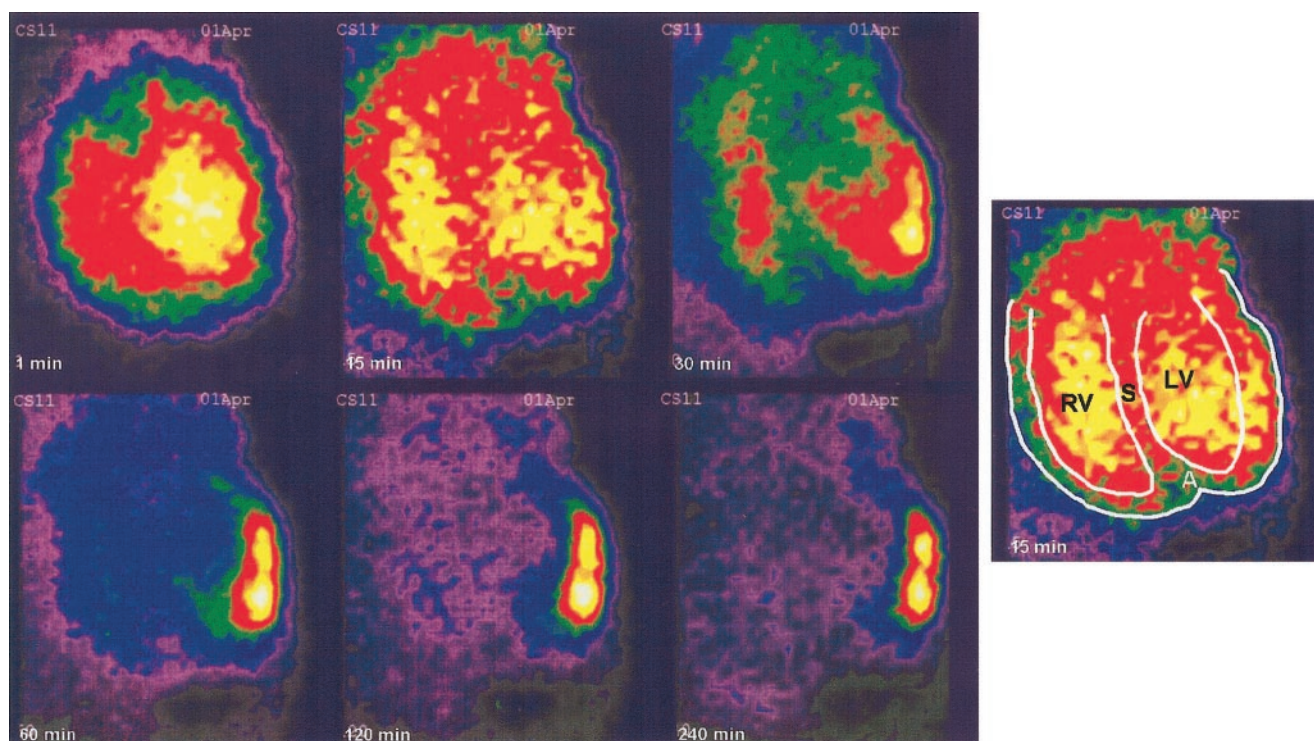 CS11 01Apr
1 min
CS11 01Apr
15 min
CS11 01Apr
30 min
CS11 01Apr
60 min
CS11 01Apr
120 min
CS11 01Apr
240 min
CS11 01Apr
RV S LV
A
15 min